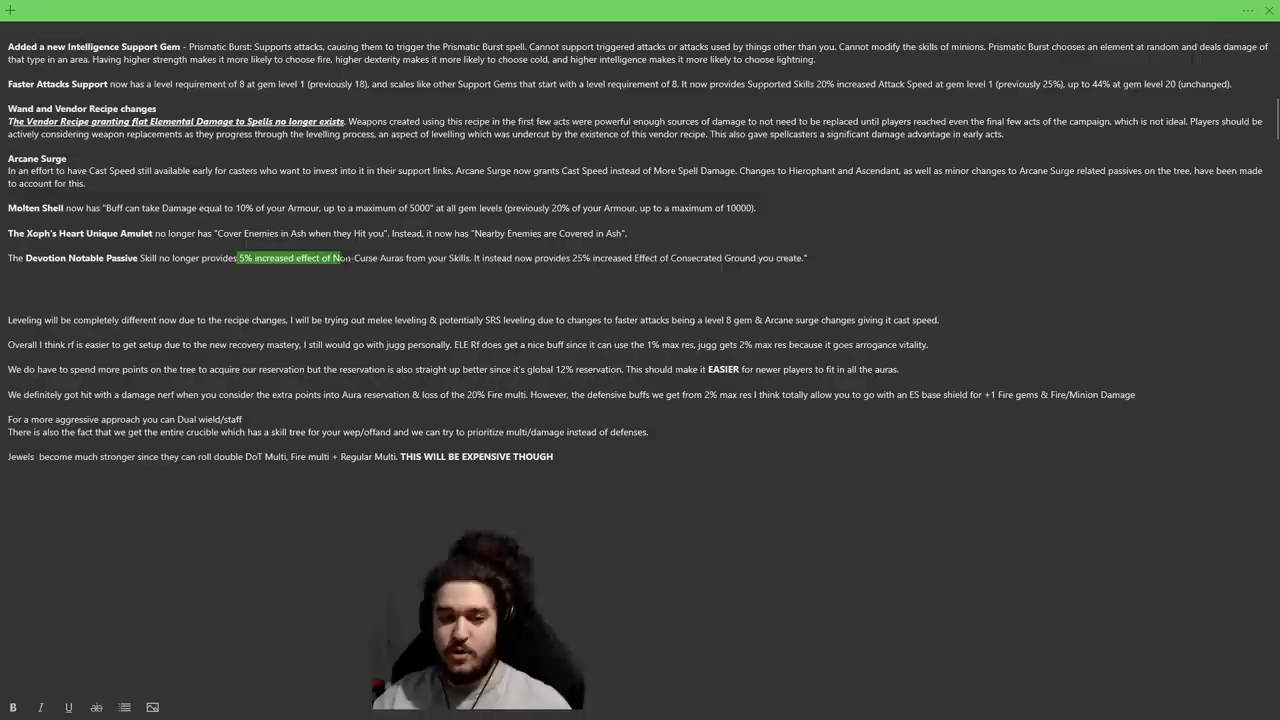 Added a new Intelligence Support Gem - Prismatic Burst: Supports attacks, causing them to trigger the Prismatic Burst spell. Cannot support triggered attacks or attacks used by things other than you. Cannot modify the skills of minions. Prismatic Burst chooses an element at random and deals damage of
that type in an area. Having higher strength makes it more likely to choose fire, higher dexterity makes it more likely to choose cold, and higher intelligence makes it more likely to choose lightning.
Faster Attacks Support now has a level requirement of 8 at gem level 1 (previously 18), and scales like other Support Gems that start with a level requirement of 8. It now provides Supported Skills 20% increased Attack Speed at gem level 1 (previously 25%), up to 44% at gem level 20 (unchanged).
Wand and Vendor Recipe changes
The Vendor Recipe granting flat Elemental Damage to Spells no longer exists. Weapons created using this recipe in the first few acts were powerful enough sources of damage to not need to be replaced until players reached even the final few acts of the campaign, which is not ideal. Players should be
actively considering weapon replacements as they progress through the levelling process, an aspect of levelling which was undercut by the existence of this vendor recipe. This also gave spellcasters a significant damage advantage in early acts.
Arcane Surge
In an effort to have Cast Speed still available early for casters who want to invest into it in their support links, Arcane Surge now grants Cast Speed instead of More Spell Damage. Changes to Hierophant and Ascendant, as well as minor changes to Arcane Surge related passives on the tree, have been made
to account for this.
Molten Shell now has "Buff can take Damage equal to 10% of your Armour, up to a maximum of 5000" at all gem levels (previously 20% of your Armour, up to a maximum of 10000).
The Xoph's Heart Unique Amulet no longer has "Cover Enemies in Ash when they Hit you". Instead, it now has "Nearby Enemies are Covered in Ash".
The Devotion Notable Passive Skill no longer provides 5% increased effect of Non-Curse Auras from your Skills. It instead now provides 25% increased Effect of Consecrated Ground you create."
Leveling will be completely different now due to the recipe changes, I will be trying out melee leveling & potentially SRS leveling due to changes to faster attacks being a level 8 gem & Arcane surge changes giving it cast speed.
Overall I think rf is easier to get setup due to the new recovery mastery, I still would go with jugg personally. ELE Rf does get a nice buff since it can use the 1% max res, jugg gets 2% max res because it goes arrogance vitality.
We do have to spend more points on the tree to acquire our reservation but the reservation is also straight up better since it's global 12% reservation. This should make it EASIER for newer players to fit in all the auras.
We definitely got hit with a damage nerf when you consider the extra points into Aura reservation & loss of the 20% Fire multi. However, the defensive buffs we get from 2% max res I think totally allow you to go with an ES base shield for +1 Fire gems & Fire/Minion Damage
For a more aggressive approach you can Dual wield/staff
There is also the fact that we get the entire crucible which has a skill tree for your wep/offand and we can try to prioritize multi/damage instead of defenses.
Jewels  become much stronger since they can roll double DoT Multi, Fire multi + Regular Multi. THIS WILL BE EXPENSIVE THOUGH
B I U ab